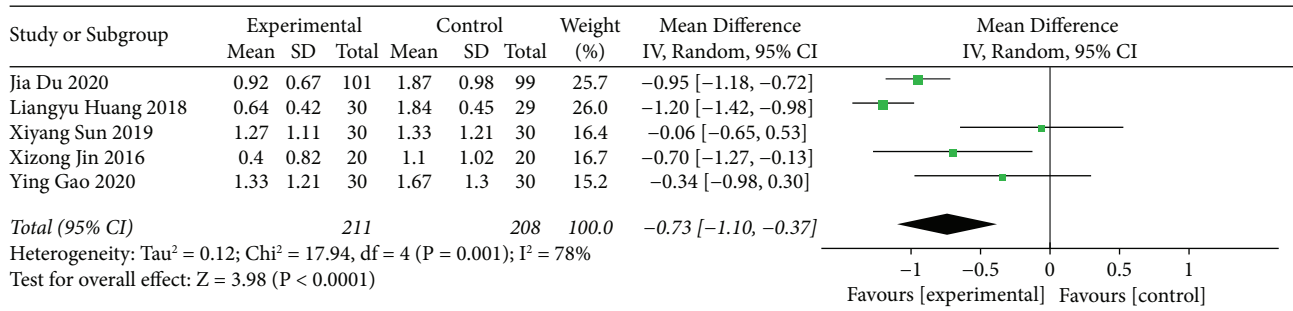 Study or Subgroup Experimental Control Weight Mean Difference Mean Difference
Mean SD Total Mean SD Total (%) IV, Random, 95% CI IV, Random, 95% CI
Jia Du 2020 0.92 0.67 101 1.87 0.98 99 25.7 −0.95 [−1.18, −0.72]
Liangyu Huang 2018 0.64 0.42 30 1.84 0.45 29 26.0 −1.20 [−1.42, −0.98]
Xiyang Sun 2019 1.27 1.11 30 1.33 1.21 30 16.4 −0.06 [−0.65, 0.53]
Xizong Jin 2016 0.4 0.82 20 1.1 1.02 20 16.7 −0.70 [−1.27, −0.13]
Ying Gao 2020 1.33 1.21 30 1.67 1.3 30 15.2 −0.34 [−0.98, 0.30]
Total (95% CI) 211 208 100.0 −0.73 [−1.10, −0.37]
Heterogeneity: Tau² = 0.12; Chi² = 17.94, df = 4 (P = 0.001); I² = 78%
Test for overall effect: Z = 3.98 (P < 0.0001)
−1 −0.5 0 0.5 1
Favours [experimental] Favours [control]